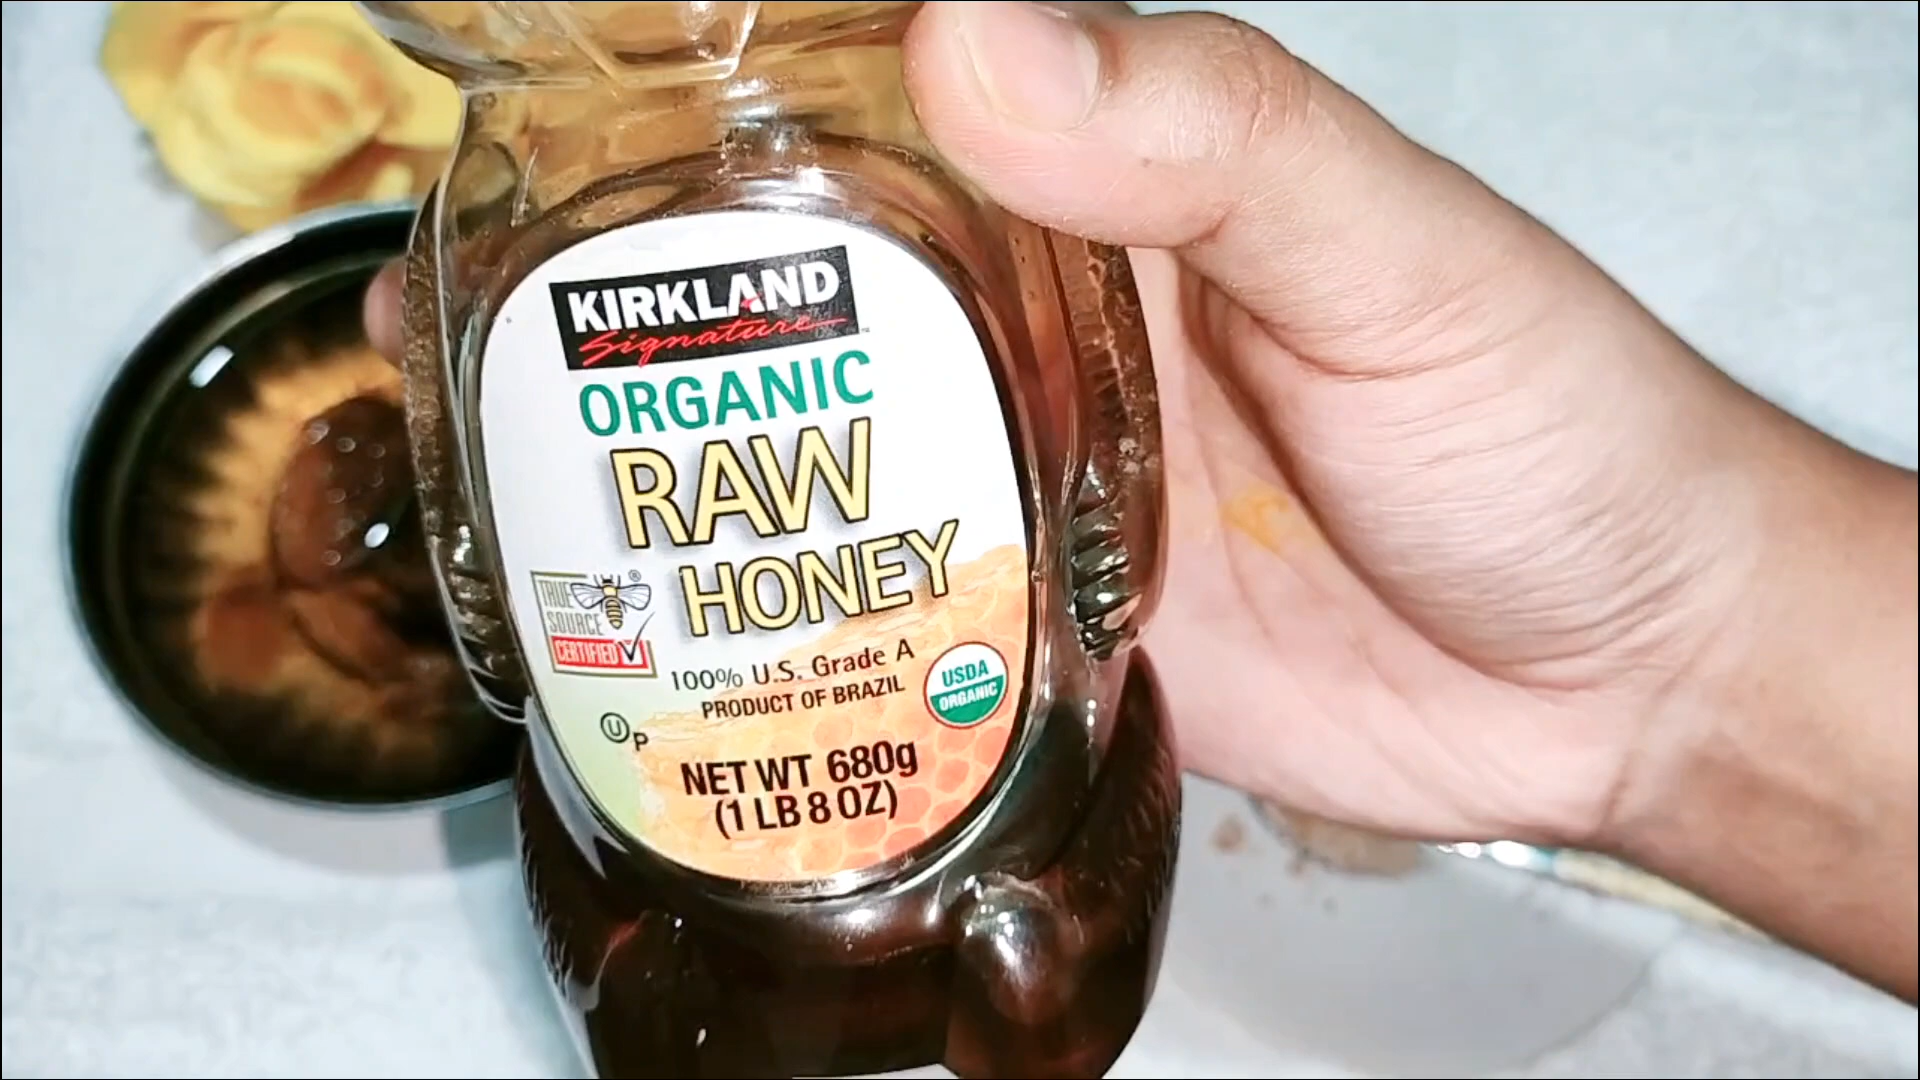 KIRKLAND
Signature™
ORGANIC
RAW
HONEY
TRUE
SOURCE
CERTIFIED
®
100% U.S. Grade A
PRODUCT OF BRAZIL
USDA
ORGANIC
U P
NET WT 680g
(1 LB 8 OZ)